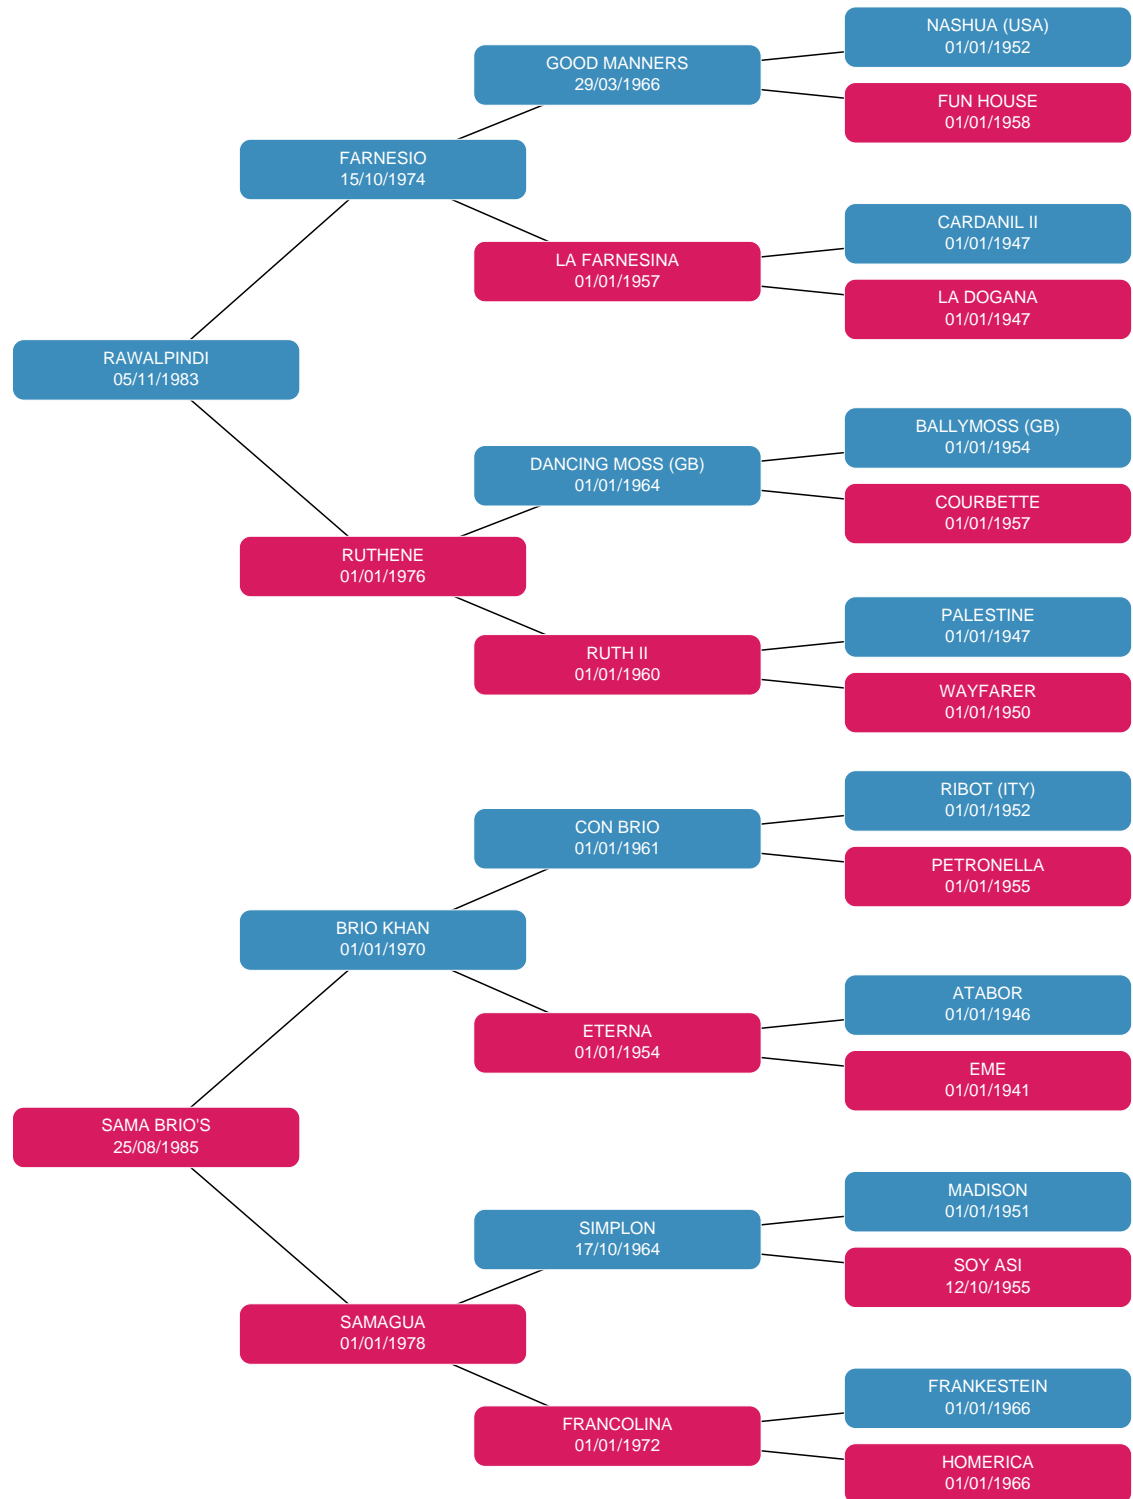 NASHUA (USA)
01/01/1952
GOOD MANNERS
29/03/1966
FUN HOUSE
01/01/1958
FARNESIO
15/10/1974
CARDANIL II
01/01/1947
LA FARNESINA
01/01/1957
LA DOGANA
01/01/1947
RAWALPINDI
05/11/1983
BALLYMOSS (GB)
01/01/1954
DANCING MOSS (GB)
01/01/1964
COURBETTE
01/01/1957
RUTHENE
01/01/1976
PALESTINE
01/01/1947
RUTH II
01/01/1960
WAYFARER
01/01/1950
RIBOT (ITY)
01/01/1952
CON BRIO
01/01/1961
PETRONELLA
01/01/1955
BRIO KHAN
01/01/1970
ATABOR
01/01/1946
ETERNA
01/01/1954
EME
01/01/1941
SAMA BRIO'S
25/08/1985
MADISON
01/01/1951
SIMPLON
17/10/1964
SOY ASI
12/10/1955
SAMAGUA
01/01/1978
FRANKESTEIN
01/01/1966
FRANCOLINA
01/01/1972
HOMERICA
01/01/1966